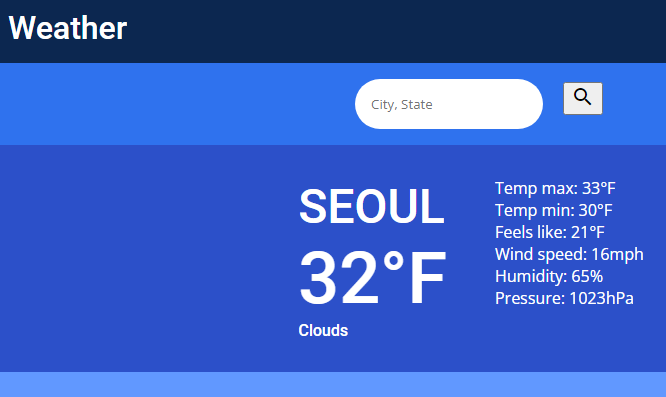 Weather
City, State
SEOUL
32°F
Clouds
Temp max: 33°F
Temp min: 30°F
Feels like: 21°F
Wind speed: 16mph
Humidity: 65%
Pressure: 1023hPa